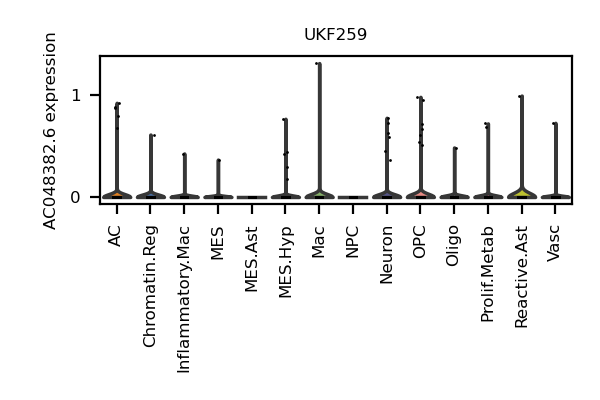 UKF259
AC048382.6 expression
1
0
AC
Chromatin.Reg
Inflammatory.Mac
MES
MES.Ast
MES.Hyp
Mac
NPC
Neuron
OPC
Oligo
Prolif.Metab
Reactive.Ast
Vasc